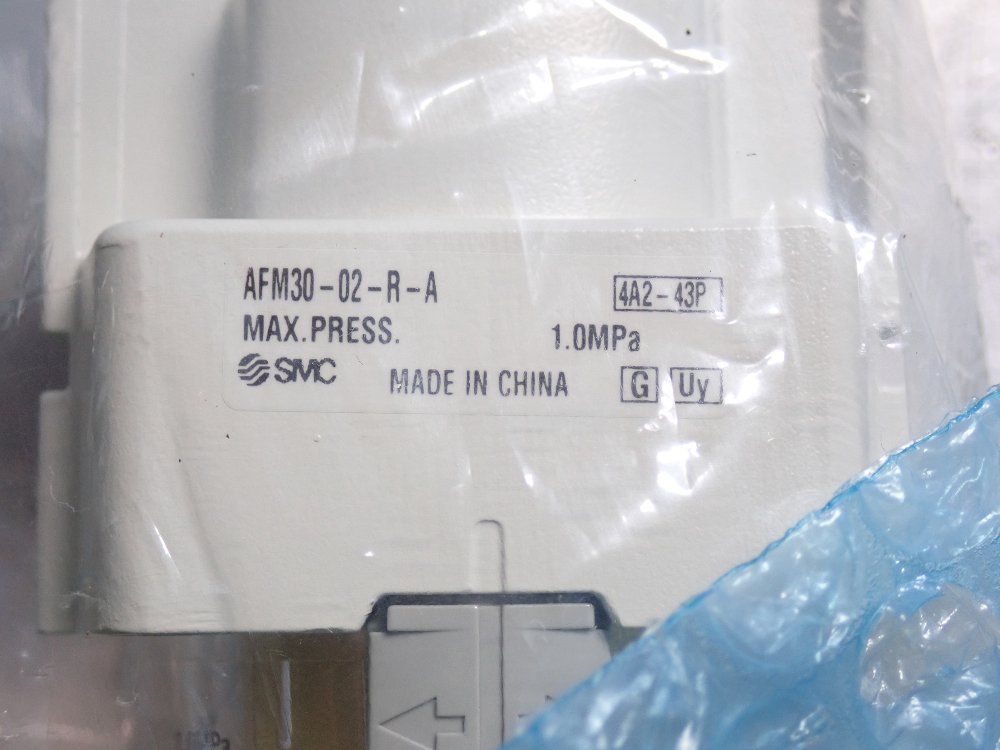 AFM30-02-R-A 4A2-43P
MAX.PRESS. 1.0MPa
SMC MADE IN CHINA G Uy